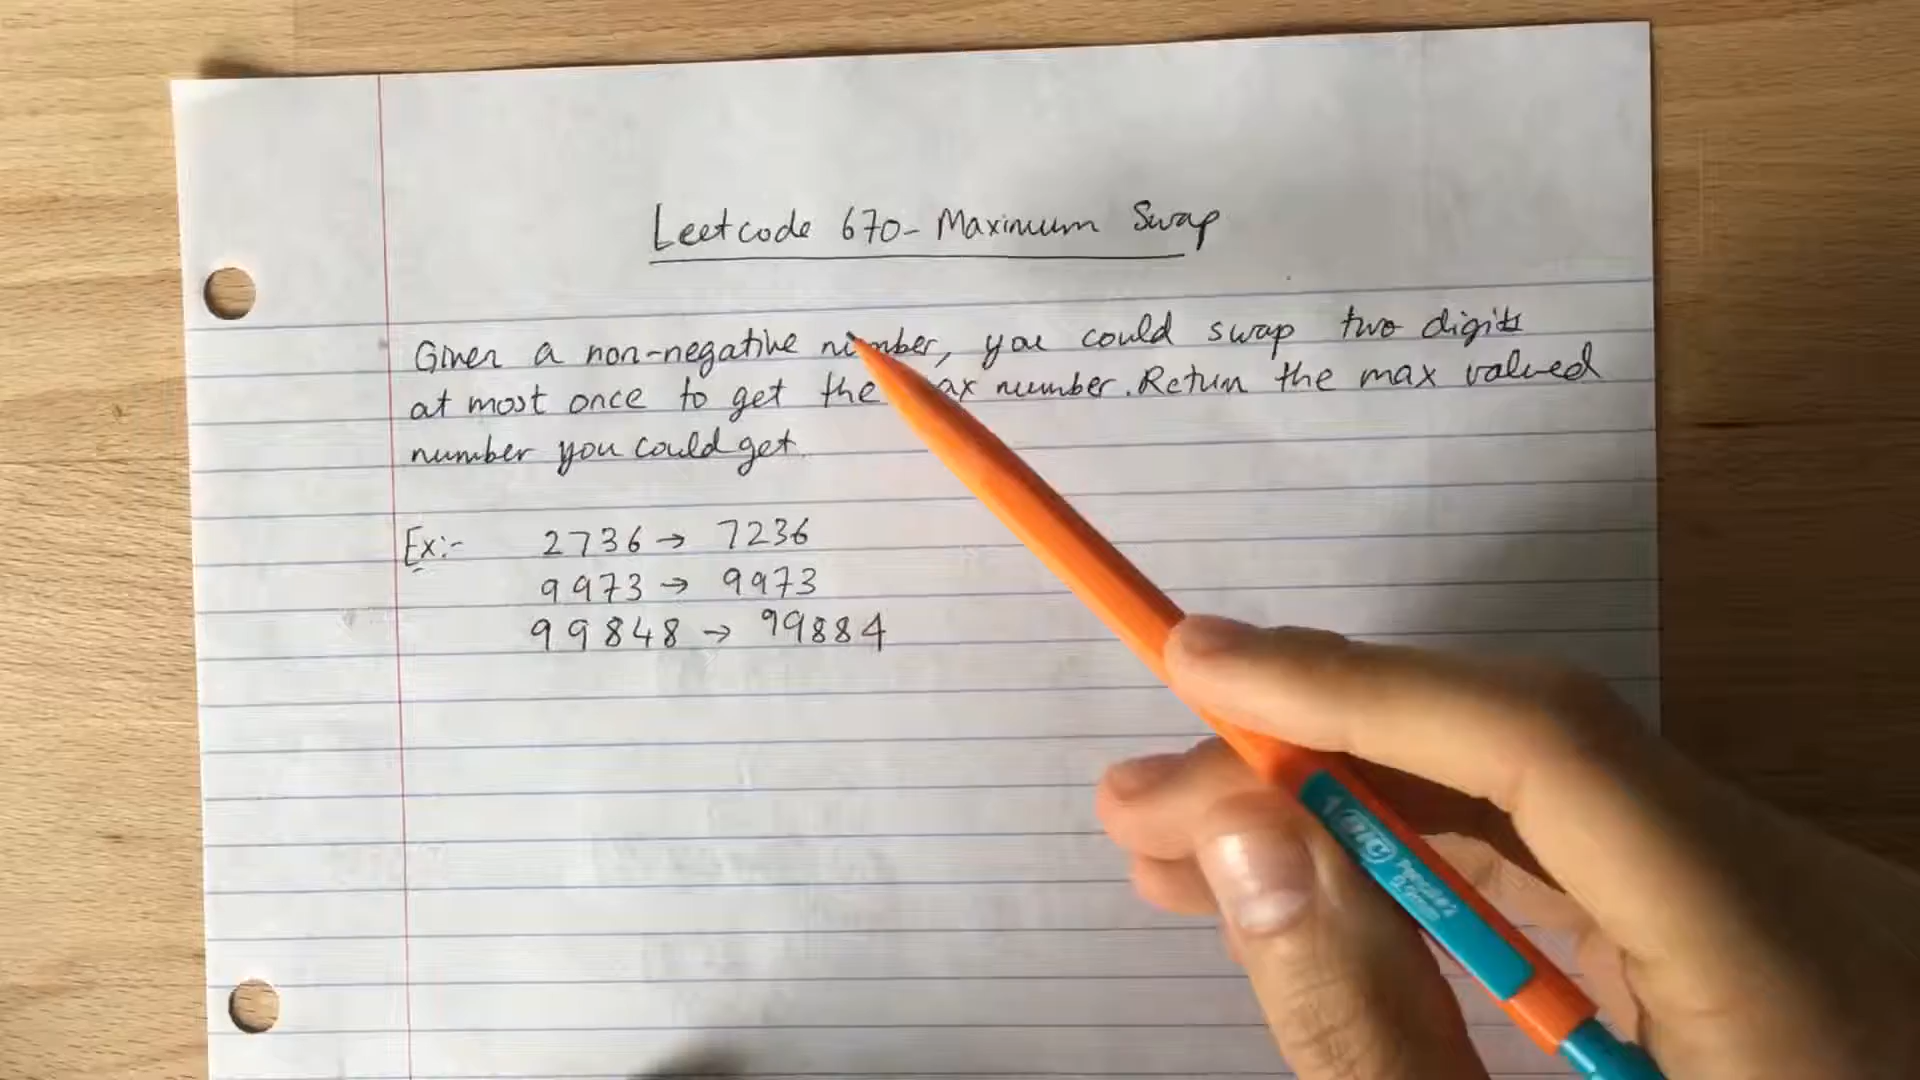 Leetcode 670- Maximum Swap
Given a non-negative number, you could swap two digits
at most once to get the max number. Return the max valued
number you could get.
Ex:- 2736 → 7236
9973 → 9973
99848 → 99884
BIC